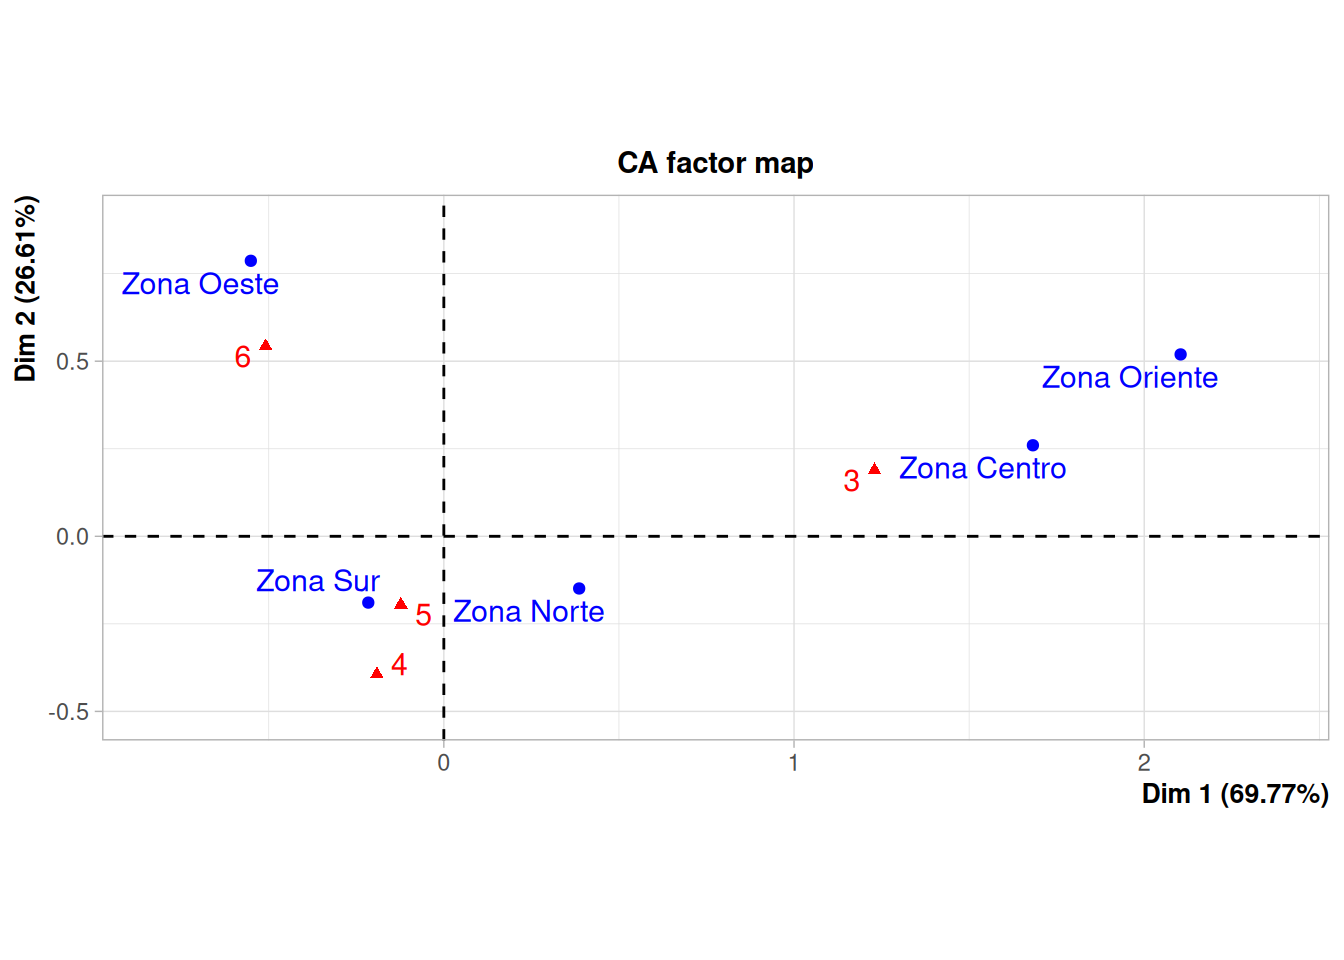 CA factor map
Dim 2 (26.61%)
Zona Oeste
6
0.5
Zona Oriente
3
Zona Centro
0.0
Zona Sur
5
Zona Norte
4
-0.5
0
1
2
Dim 1 (69.77%)